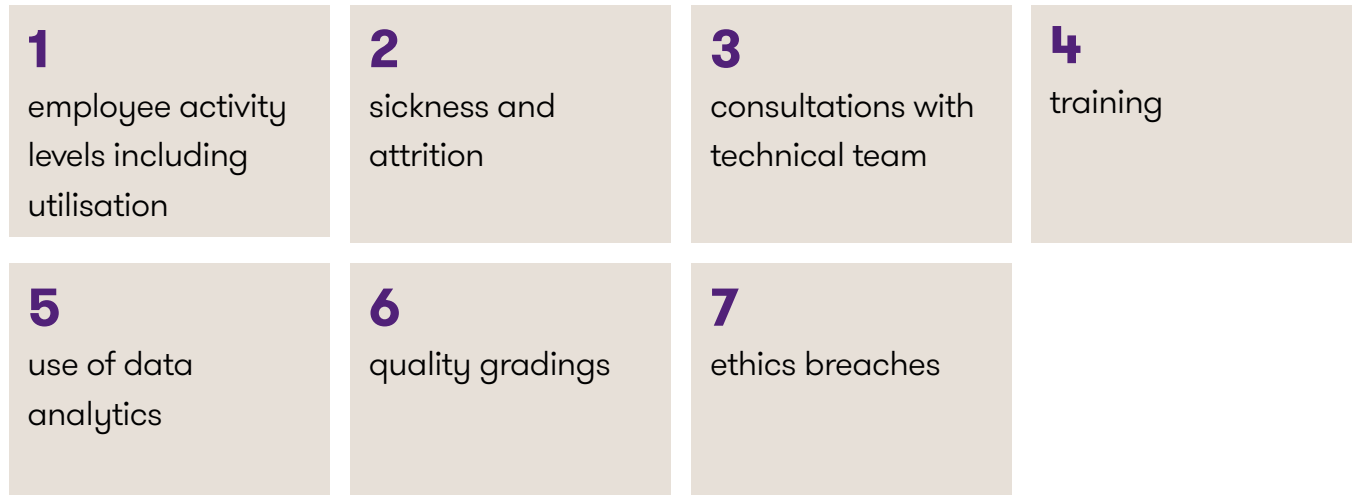 1
employee activity
levels including
utilisation
2
sickness and
attrition
3
consultations with
technical team
4
training
5
use of data
analytics
6
quality gradings
7
ethics breaches